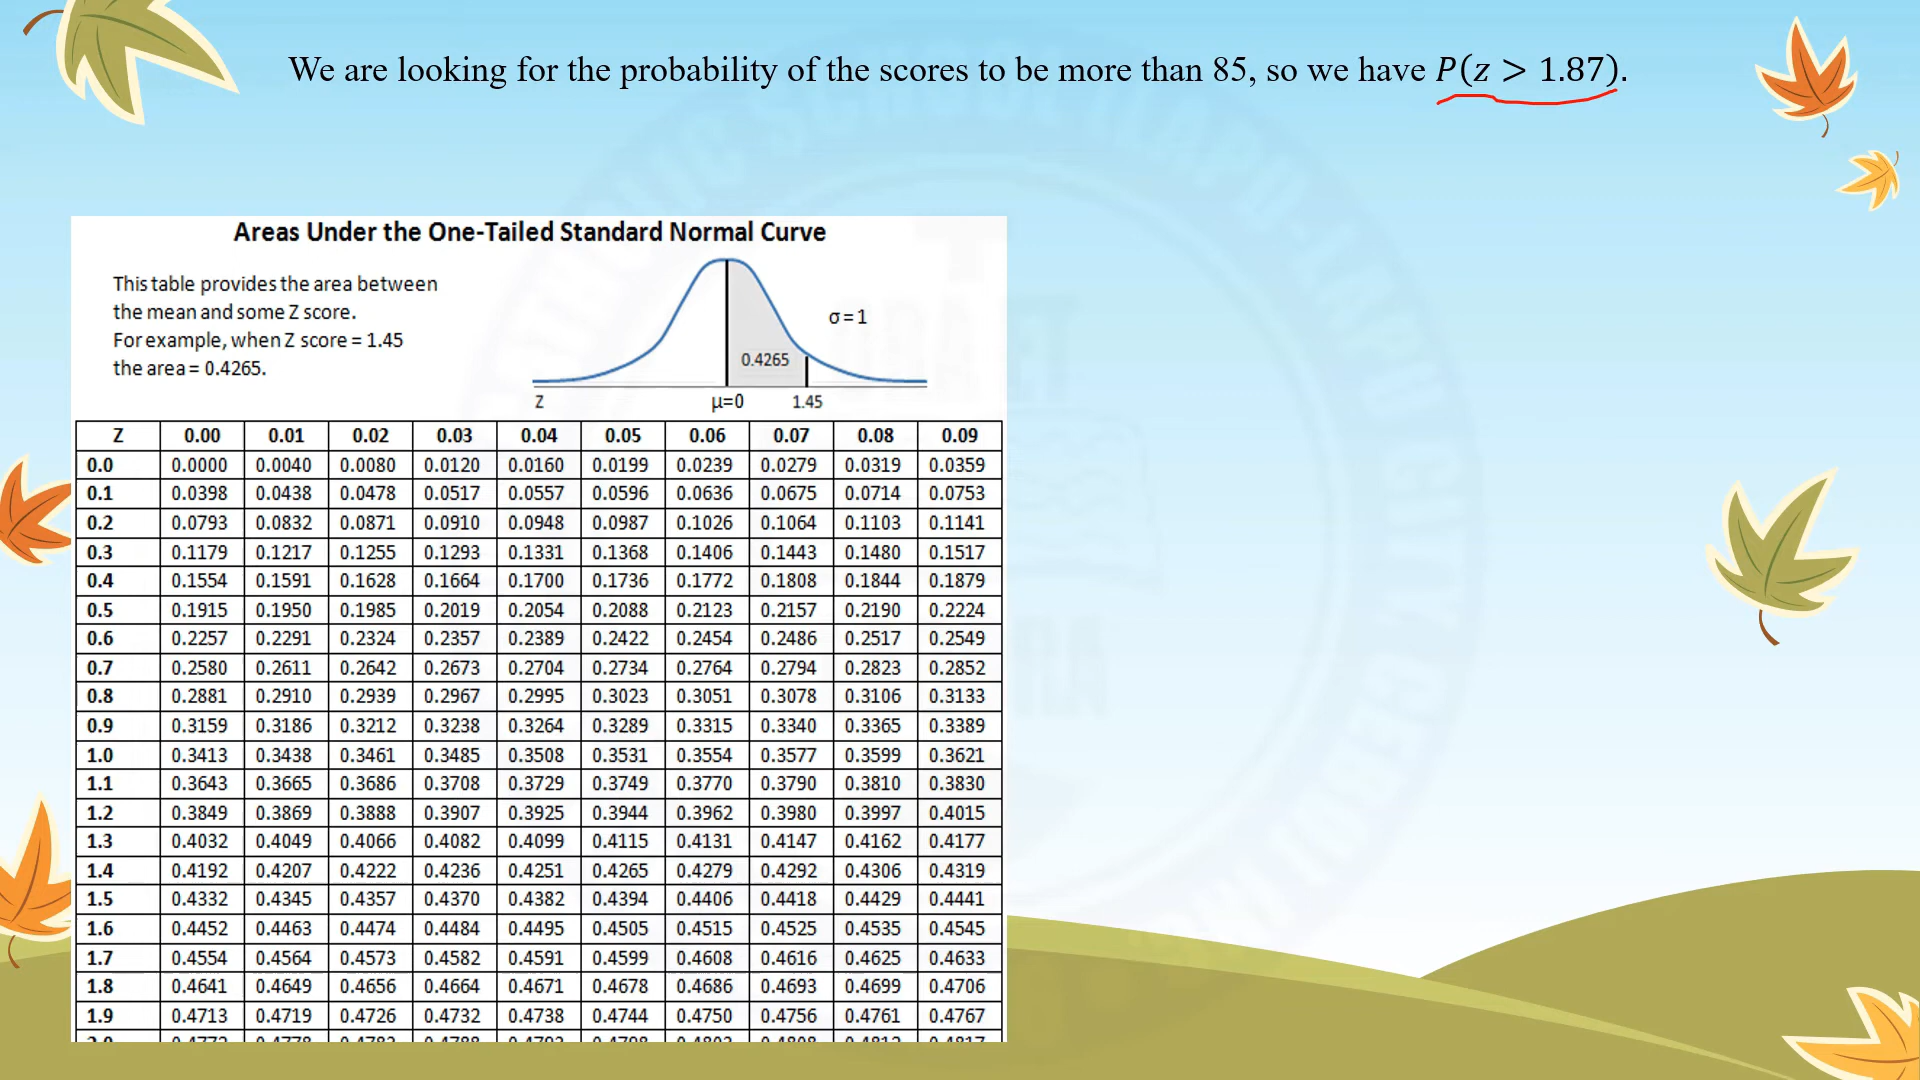 We are looking for the probability of the scores to be more than 85, so we have P(z > 1.87).
Areas Under the One-Tailed Standard Normal Curve
This table provides the area between
the mean and some Z score.
For example, when Z score = 1.45
the area = 0.4265.
σ = 1
0.4265
Z μ=0 1.45
Z 0.00 0.01 0.02 0.03 0.04 0.05 0.06 0.07 0.08 0.09
0.0 0.0000 0.0040 0.0080 0.0120 0.0160 0.0199 0.0239 0.0279 0.0319 0.0359
0.1 0.0398 0.0438 0.0478 0.0517 0.0557 0.0596 0.0636 0.0675 0.0714 0.0753
0.2 0.0793 0.0832 0.0871 0.0910 0.0948 0.0987 0.1026 0.1064 0.1103 0.1141
0.3 0.1179 0.1217 0.1255 0.1293 0.1331 0.1368 0.1406 0.1443 0.1480 0.1517
0.4 0.1554 0.1591 0.1628 0.1664 0.1700 0.1736 0.1772 0.1808 0.1844 0.1879
0.5 0.1915 0.1950 0.1985 0.2019 0.2054 0.2088 0.2123 0.2157 0.2190 0.2224
0.6 0.2257 0.2291 0.2324 0.2357 0.2389 0.2422 0.2454 0.2486 0.2517 0.2549
0.7 0.2580 0.2611 0.2642 0.2673 0.2704 0.2734 0.2764 0.2794 0.2823 0.2852
0.8 0.2881 0.2910 0.2939 0.2967 0.2995 0.3023 0.3051 0.3078 0.3106 0.3133
0.9 0.3159 0.3186 0.3212 0.3238 0.3264 0.3289 0.3315 0.3340 0.3365 0.3389
1.0 0.3413 0.3438 0.3461 0.3485 0.3508 0.3531 0.3554 0.3577 0.3599 0.3621
1.1 0.3643 0.3665 0.3686 0.3708 0.3729 0.3749 0.3770 0.3790 0.3810 0.3830
1.2 0.3849 0.3869 0.3888 0.3907 0.3925 0.3944 0.3962 0.3980 0.3997 0.4015
1.3 0.4032 0.4049 0.4066 0.4082 0.4099 0.4115 0.4131 0.4147 0.4162 0.4177
1.4 0.4192 0.4207 0.4222 0.4236 0.4251 0.4265 0.4279 0.4292 0.4306 0.4319
1.5 0.4332 0.4345 0.4357 0.4370 0.4382 0.4394 0.4406 0.4418 0.4429 0.4441
1.6 0.4452 0.4463 0.4474 0.4484 0.4495 0.4505 0.4515 0.4525 0.4535 0.4545
1.7 0.4554 0.4564 0.4573 0.4582 0.4591 0.4599 0.4608 0.4616 0.4625 0.4633
1.8 0.4641 0.4649 0.4656 0.4664 0.4671 0.4678 0.4686 0.4693 0.4699 0.4706
1.9 0.4713 0.4719 0.4726 0.4732 0.4738 0.4744 0.4750 0.4756 0.4761 0.4767